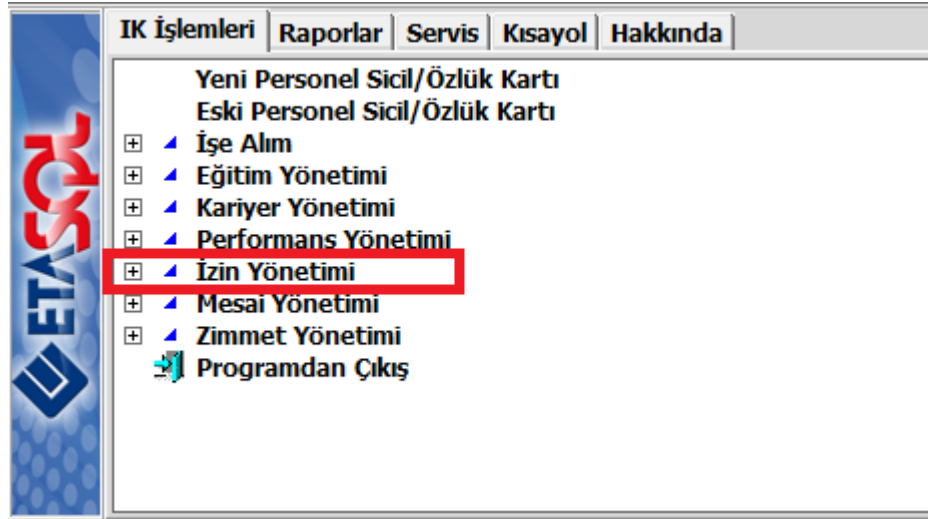 IK İşlemleri Raporlar Servis Kısayol Hakkında
Yeni Personel Sicil/Özlük Kartı
Eski Personel Sicil/Özlük Kartı
İşe Alım
Eğitim Yönetimi
Kariyer Yönetimi
Performans Yönetimi
İzin Yönetimi
Mesai Yönetimi
Zimmet Yönetimi
Programdan Çıkış
ETASQL